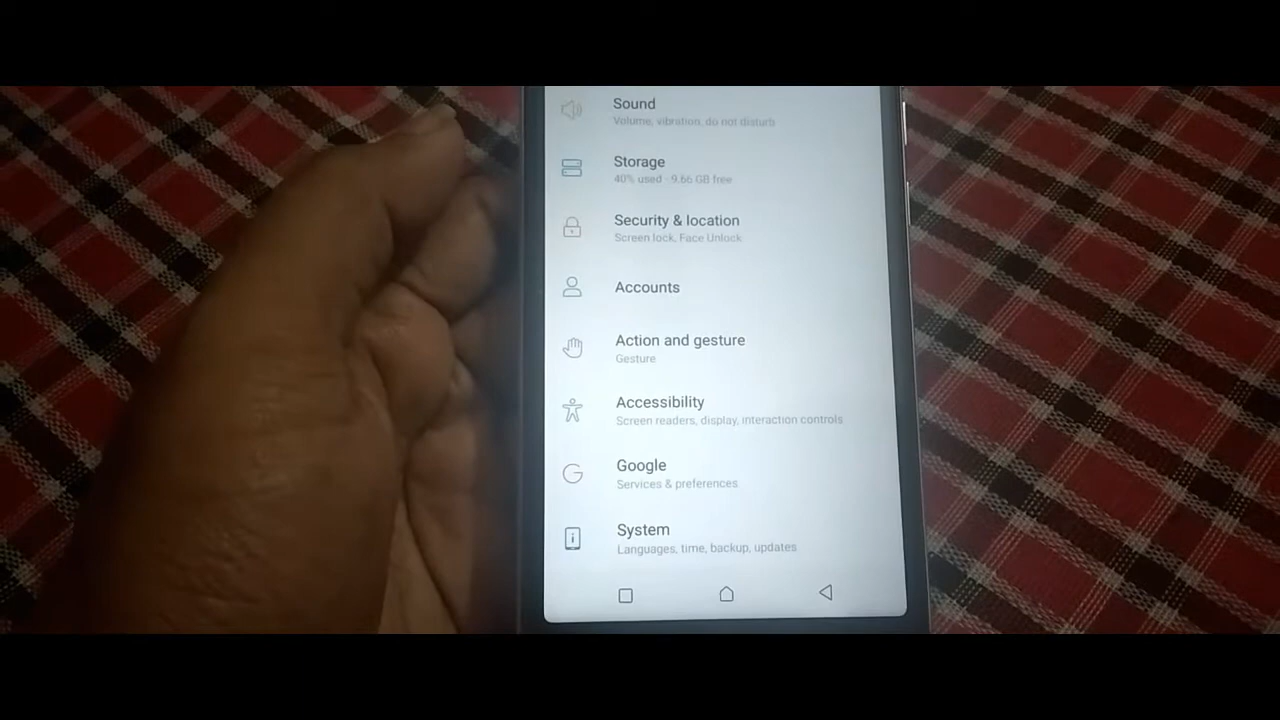 Sound
Volume, vibration, do not disturb
Storage
40% used - 9.66 GB free
Security & location
Screen lock, Face Unlock
Accounts
Action and gesture
Gesture
Accessibility
Screen readers, display, interaction controls
Google
Services & preferences
System
Languages, time, backup, updates